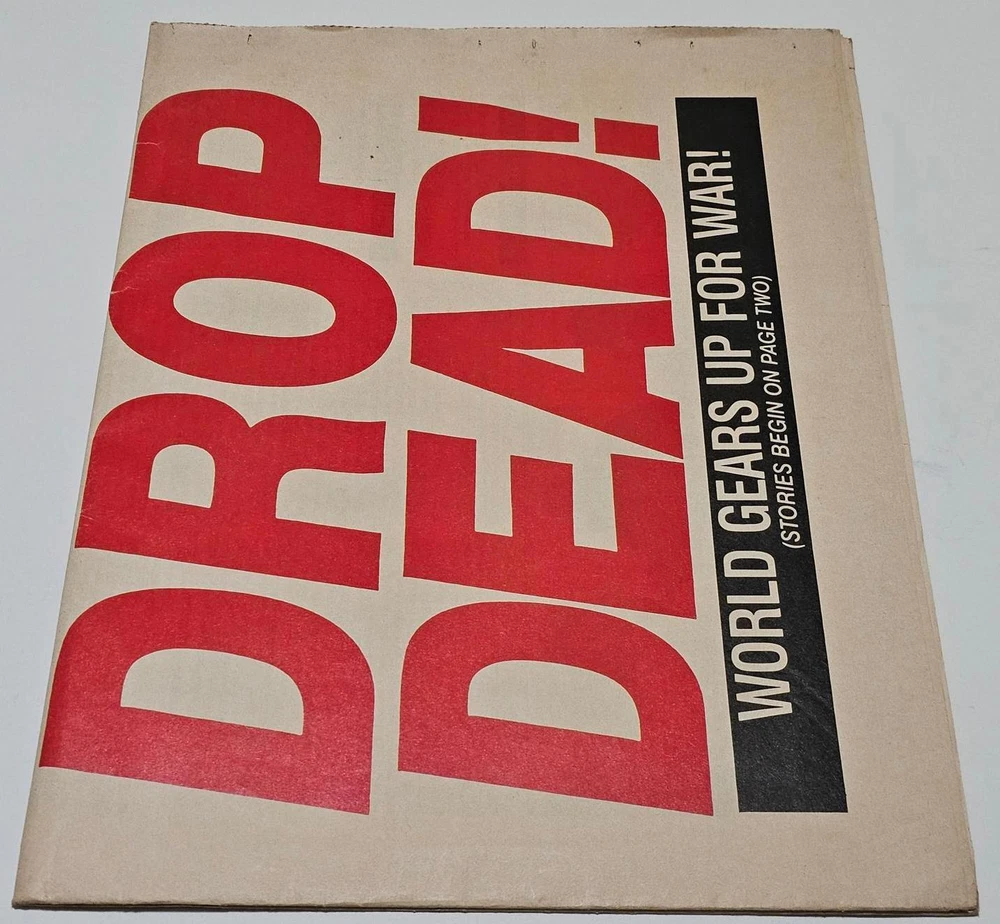 DROP
DEAD!
WORLD GEARS UP FOR WAR!
(STORIES BEGIN ON PAGE TWO)